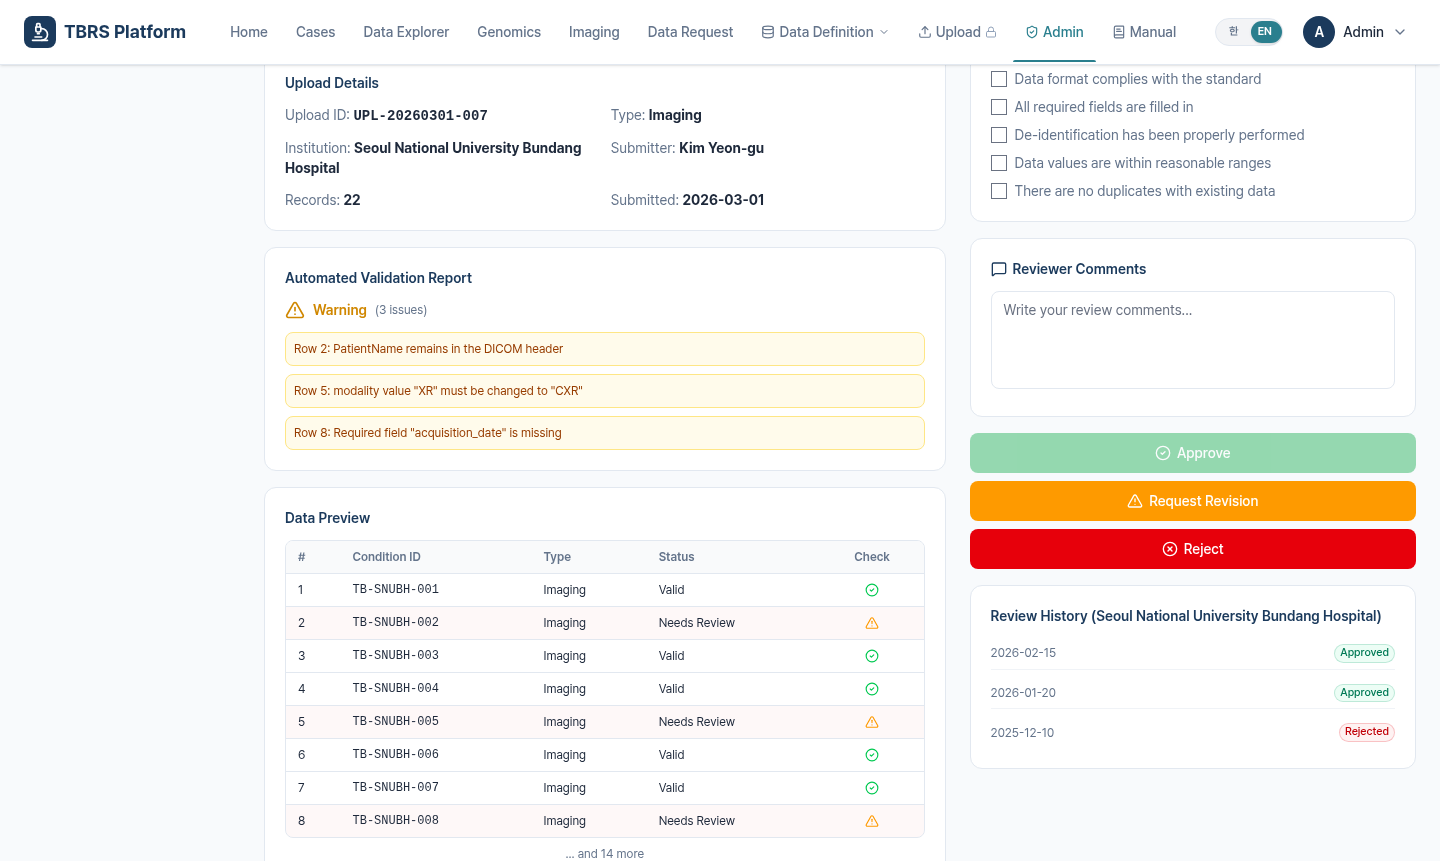 TBRS Platform
Home
Cases
Data Explorer
Genomics
Imaging
Data Request
Data Definition
Upload
Admin
Manual
한
EN
A
Admin
Upload Details
Upload ID: UPL-20260301-007
Type: Imaging
Institution: Seoul National University Bundang
Hospital
Submitter: Kim Yeon-gu
Records: 22
Submitted: 2026-03-01
Automated Validation Report
Warning (3 issues)
Row 2: PatientName remains in the DICOM header
Row 5: modality value "XR" must be changed to "CXR"
Row 8: Required field "acquisition_date" is missing
Data Preview
# Condition ID Type Status Check
1 TB-SNUBH-001 Imaging Valid
2 TB-SNUBH-002 Imaging Needs Review
3 TB-SNUBH-003 Imaging Valid
4 TB-SNUBH-004 Imaging Valid
5 TB-SNUBH-005 Imaging Needs Review
6 TB-SNUBH-006 Imaging Valid
7 TB-SNUBH-007 Imaging Valid
8 TB-SNUBH-008 Imaging Needs Review
... and 14 more
Data format complies with the standard
All required fields are filled in
De-identification has been properly performed
Data values are within reasonable ranges
There are no duplicates with existing data
Reviewer Comments
Write your review comments...
Approve
Request Revision
Reject
Review History (Seoul National University Bundang Hospital)
2026-02-15 Approved
2026-01-20 Approved
2025-12-10 Rejected